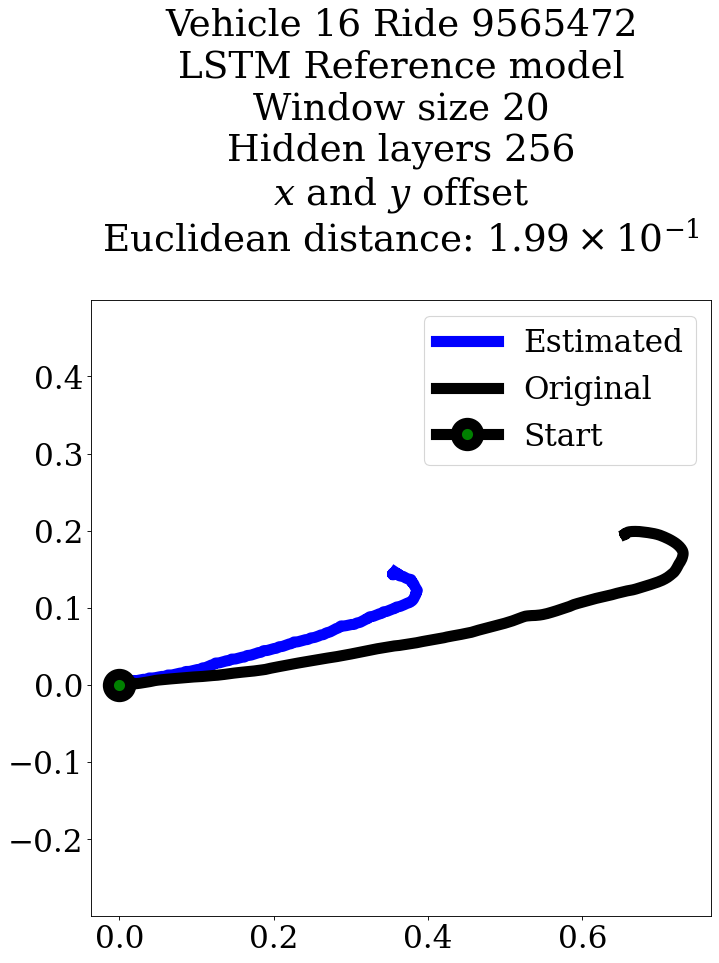 Vehicle 16 Ride 9565472
LSTM Reference model
Window size 20
Hidden layers 256
x and y offset
Euclidean distance: 1.99 × 10⁻¹
Estimated
Original
Start
0.4
0.3
0.2
0.1
0.0
−0.1
−0.2
0.0 0.2 0.4 0.6